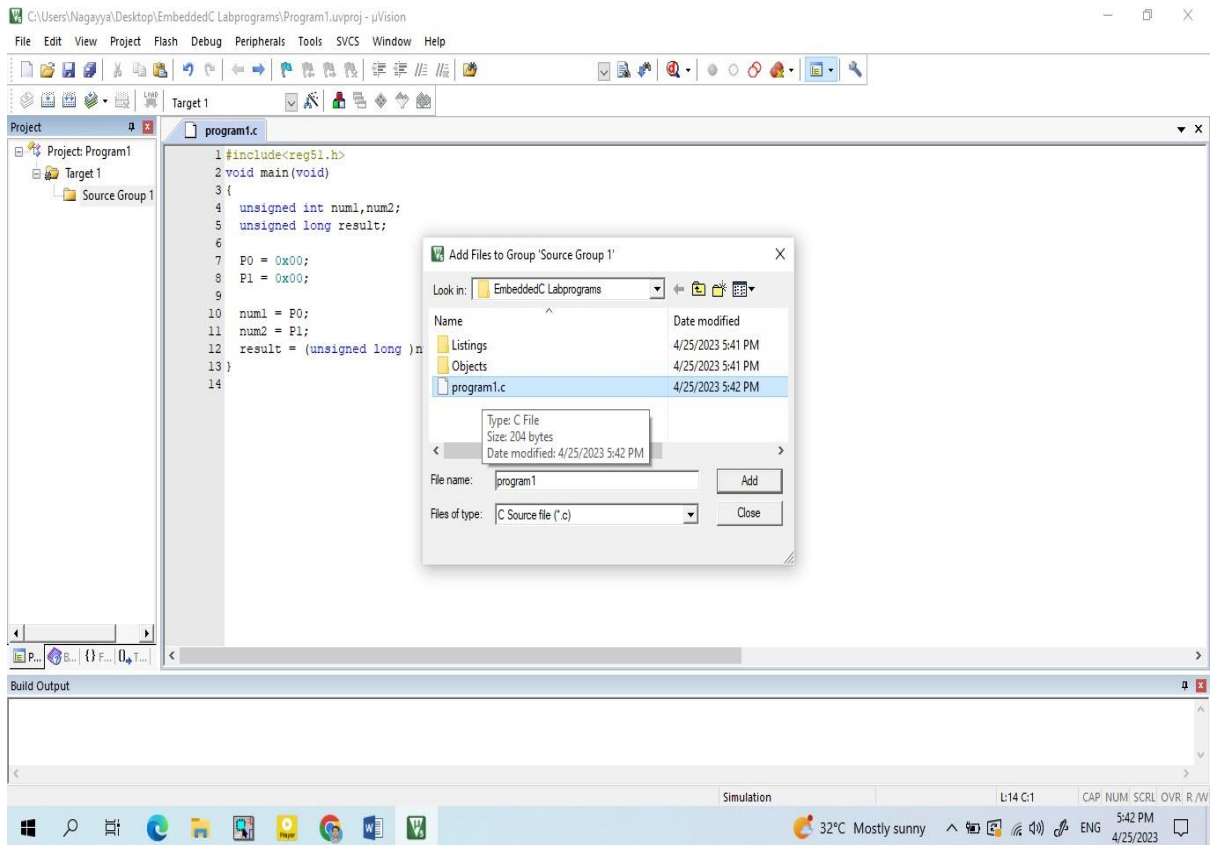 C:\Users\Nagayya\Desktop\EmbeddedC Labprograms\Program1.uvproj - µVision
File Edit View Project Flash Debug Peripherals Tools SVCS Window Help
LOAD Target 1
Project
program1.c
Project: Program1
Target 1
Source Group 1
1 #include<reg51.h>
2 void main(void)
3 {
4 unsigned int num1,num2;
5 unsigned long result;
6
7 P0 = 0x00;
8 P1 = 0x00;
9
10 num1 = P0;
11 num2 = P1;
12 result = (unsigned long )n
13 }
14
Add Files to Group 'Source Group 1'
Look in: EmbeddedC Labprograms
Name Date modified
Listings 4/25/2023 5:41 PM
Objects 4/25/2023 5:41 PM
program1.c 4/25/2023 5:42 PM
Type: C File
Size: 204 bytes
Date modified: 4/25/2023 5:42 PM
File name: program1 Add
Files of type: C Source file (*.c) Close
P... B... {} F... 0 T...
Build Output
Simulation L:14 C:1 CAP NUM SCRL OVR R/W
32°C Mostly sunny ENG 5:42 PM
4/25/2023